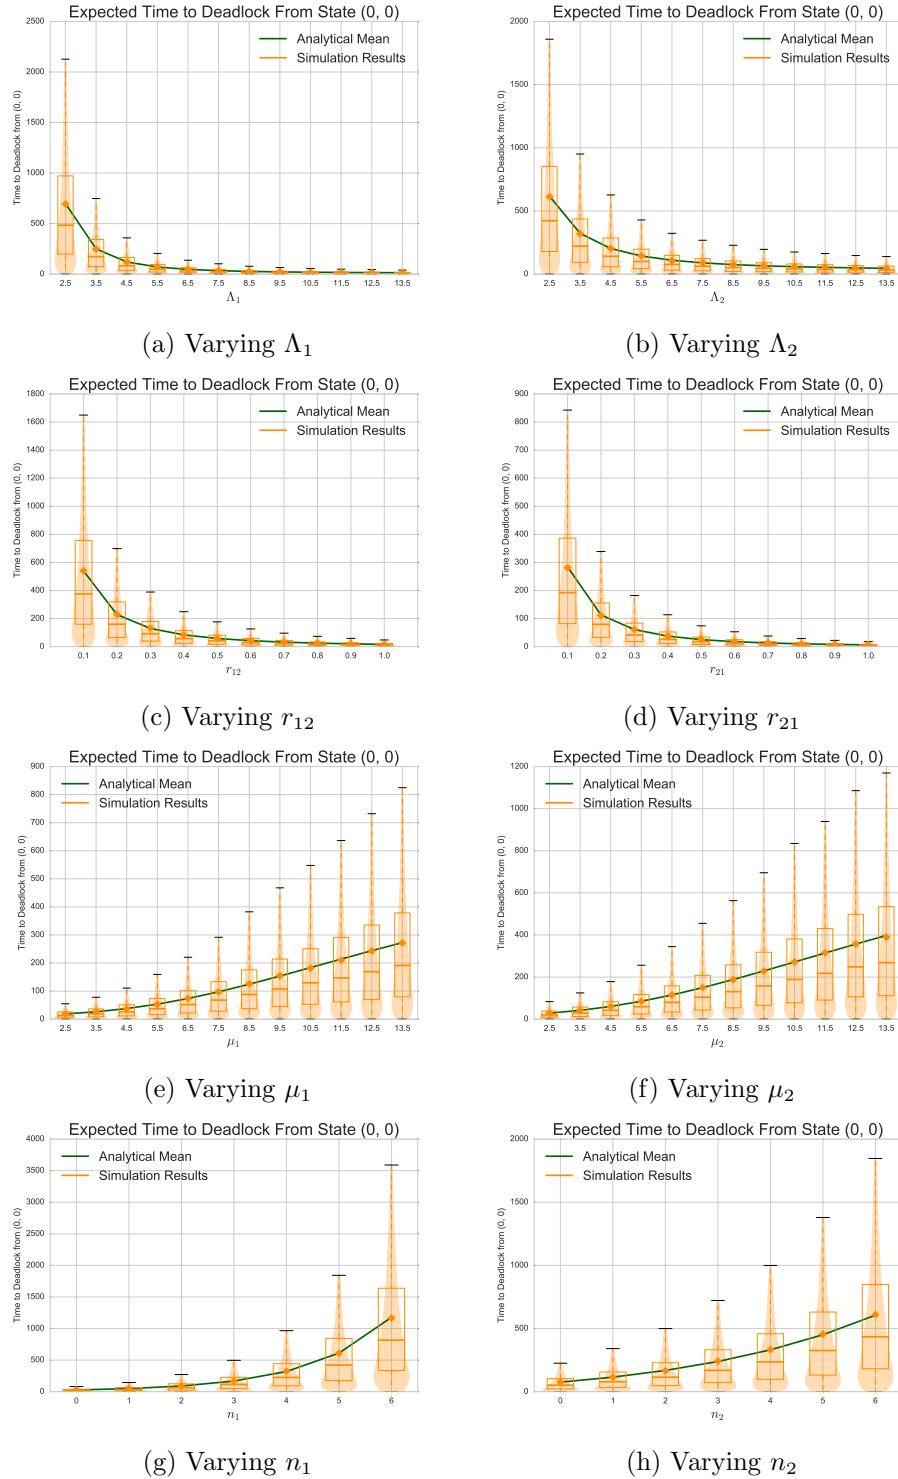 Expected Time to Deadlock From State (0, 0)
Time to Deadlock from (0, 0)
2500
2000
1500
1000
500
0
Analytical Mean
Simulation Results
2.5 3.5 4.5 5.5 6.5 7.5 8.5 9.5 10.5 11.5 12.5 13.5
Λ₁
(a) Varying Λ₁
Expected Time to Deadlock From State (0, 0)
Time to Deadlock from (0, 0)
2000
1500
1000
500
0
Analytical Mean
Simulation Results
2.5 3.5 4.5 5.5 6.5 7.5 8.5 9.5 10.5 11.5 12.5 13.5
Λ₂
(b) Varying Λ₂
Expected Time to Deadlock From State (0, 0)
Time to Deadlock from (0, 0)
1800
1600
1400
1200
1000
800
600
400
200
0
Analytical Mean
Simulation Results
0.1 0.2 0.3 0.4 0.5 0.6 0.7 0.8 0.9 1.0
r₁₂
(c) Varying r₁₂
Expected Time to Deadlock From State (0, 0)
Time to Deadlock from (0, 0)
900
800
700
600
500
400
300
200
100
0
Analytical Mean
Simulation Results
0.1 0.2 0.3 0.4 0.5 0.6 0.7 0.8 0.9 1.0
r₂₁
(d) Varying r₂₁
Expected Time to Deadlock From State (0, 0)
Time to Deadlock from (0, 0)
900
800
700
600
500
400
300
200
100
0
Analytical Mean
Simulation Results
2.5 3.5 4.5 5.5 6.5 7.5 8.5 9.5 10.5 11.5 12.5 13.5
μ₁
(e) Varying μ₁
Expected Time to Deadlock From State (0, 0)
Time to Deadlock from (0, 0)
1200
1000
800
600
400
200
0
Analytical Mean
Simulation Results
2.5 3.5 4.5 5.5 6.5 7.5 8.5 9.5 10.5 11.5 12.5 13.5
μ₂
(f) Varying μ₂
Expected Time to Deadlock From State (0, 0)
Time to Deadlock from (0, 0)
4000
3500
3000
2500
2000
1500
1000
500
0
Analytical Mean
Simulation Results
0 1 2 3 4 5 6
n₁
(g) Varying n₁
Expected Time to Deadlock From State (0, 0)
Time to Deadlock from (0, 0)
2000
1500
1000
500
0
Analytical Mean
Simulation Results
0 1 2 3 4 5 6
n₂
(h) Varying n₂